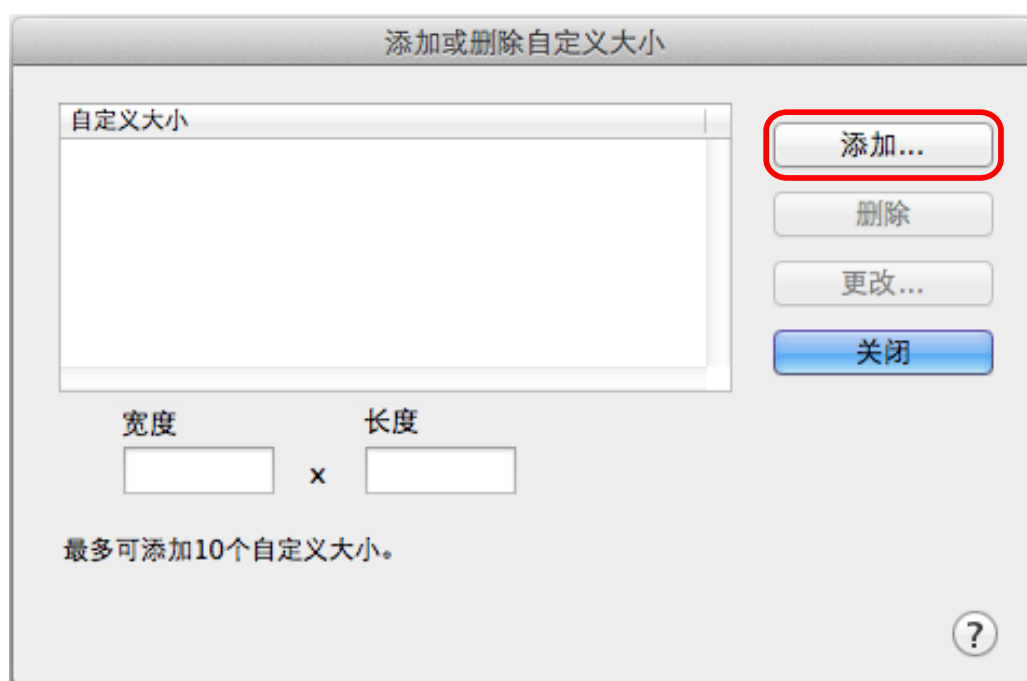 添加或删除自定义大小
自定义大小
添加...
删除
更改...
关闭
宽度 长度
x
最多可添加10个自定义大小。
?